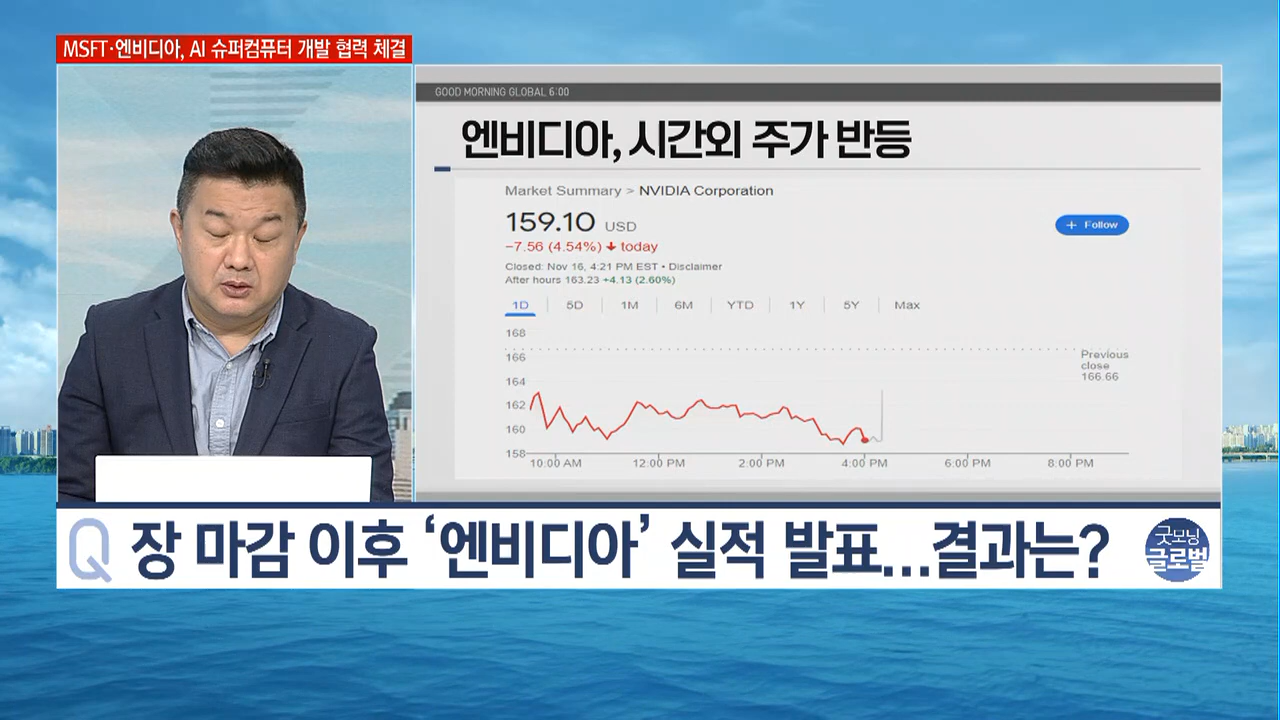 MSFT·엔비디아, AI 슈퍼컴퓨터 개발 협력 체결
GOOD MORNING GLOBAL 6:00
엔비디아, 시간외 주가 반등
Market Summary > NVIDIA Corporation
159.10 USD
+ Follow
−7.56 (4.54%) ↓ today
Closed: Nov 16, 4:21 PM EST • Disclaimer
After hours 163.23 +4.13 (2.60%)
1D 5D 1M 6M YTD 1Y 5Y Max
168
166
164
162
160
158
Previous
close
166.66
10:00 AM 12:00 PM 2:00 PM 4:00 PM 6:00 PM 8:00 PM
Q 장 마감 이후 ‘엔비디아’ 실적 발표...결과는?
굿모닝
글로벌